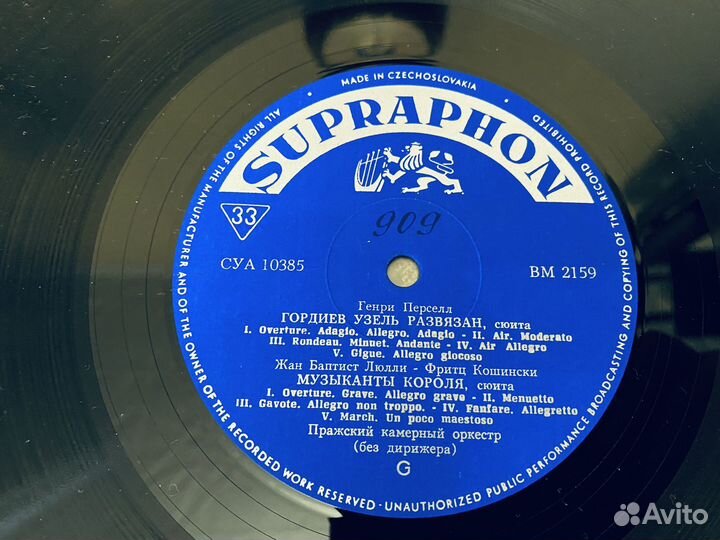 MADE IN CZECHOSLOVAKIA
ALL RIGHTS OF THE MANUFACTURER AND OF THE OWNER OF THE RECORDED WORK RESERVED - UNAUTHORIZED PUBLIC PERFORMANCE BROADCASTING AND COPYING OF THIS RECORD PROHIBITED
SUPRAPHON
33
909
СУА 10385
ВМ 2159
Генри Перселл
ГОРДИЕВ УЗЕЛЬ РАЗВЯЗАН, сюита
I. Overture. Adagio. Allegro. Adagio - II. Air. Moderato
III. Rondeau. Minuet. Andante - IV. Air Allegro
V. Gigue. Allegro giocoso
Жан Баптист Люлли - Фритц Кошински
МУЗЫКАНТЫ КОРОЛЯ, сюита
I. Overture. Grave. Allegro grave - II. Menuetto
III. Gavote. Allegro non troppo. - IV. Fanfare. Allegretto
V. March. Un poco maestoso
Пражский камерный оркестр
(без дирижера)
G
Avito